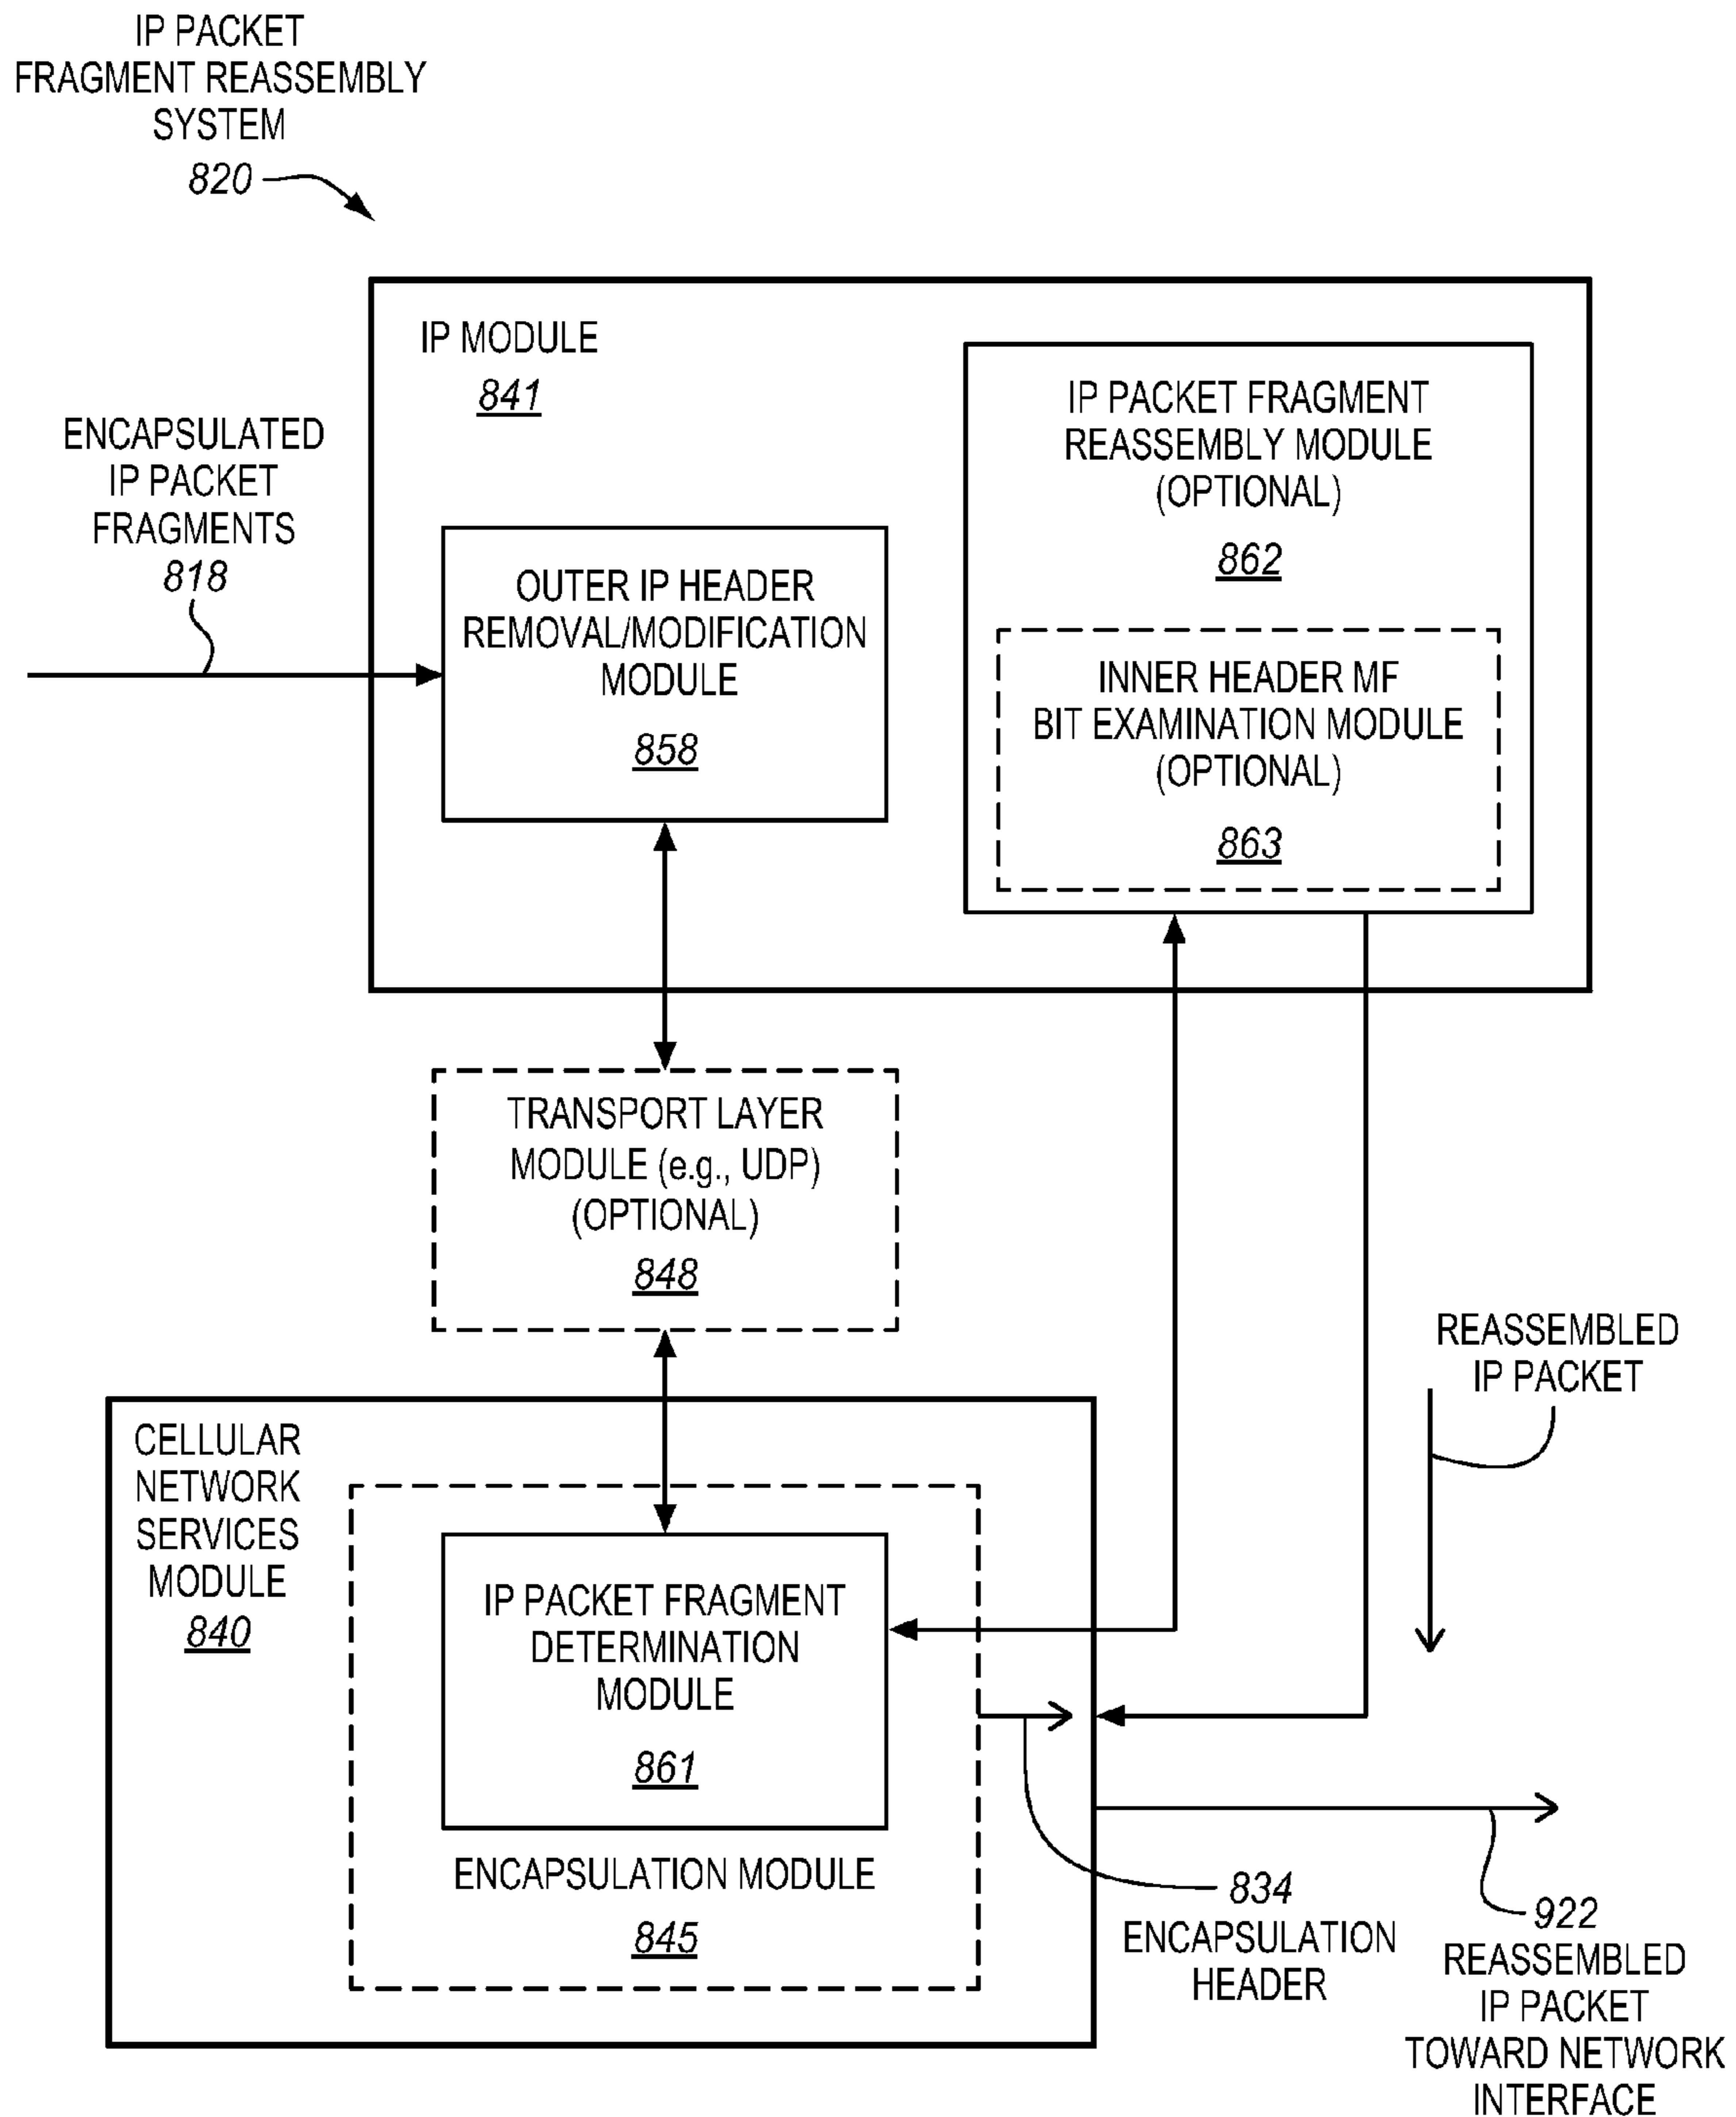 IP PACKET
FRAGMENT REASSEMBLY
SYSTEM
820
IP MODULE
841
ENCAPSULATED
IP PACKET
FRAGMENTS
818
OUTER IP HEADER
REMOVAL/MODIFICATION
MODULE
858
IP PACKET FRAGMENT
REASSEMBLY MODULE
(OPTIONAL)
862
INNER HEADER MF
BIT EXAMINATION MODULE
(OPTIONAL)
863
TRANSPORT LAYER
MODULE (e.g., UDP)
(OPTIONAL)
848
REASSEMBLED
IP PACKET
CELLULAR
NETWORK
SERVICES
MODULE
840
IP PACKET FRAGMENT
DETERMINATION
MODULE
861
ENCAPSULATION MODULE
845
834
ENCAPSULATION
HEADER
922
REASSEMBLED
IP PACKET
TOWARD NETWORK
INTERFACE